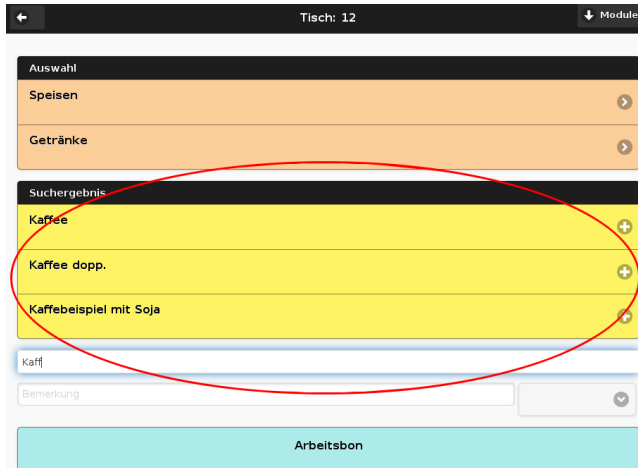 Tisch: 12
Module
Auswahl
Speisen
Getränke
Suchergebnis
Kaffee
Kaffee dopp.
Kaffebeispiel mit Soja
Kaff
Bemerkung
Arbeitsbon